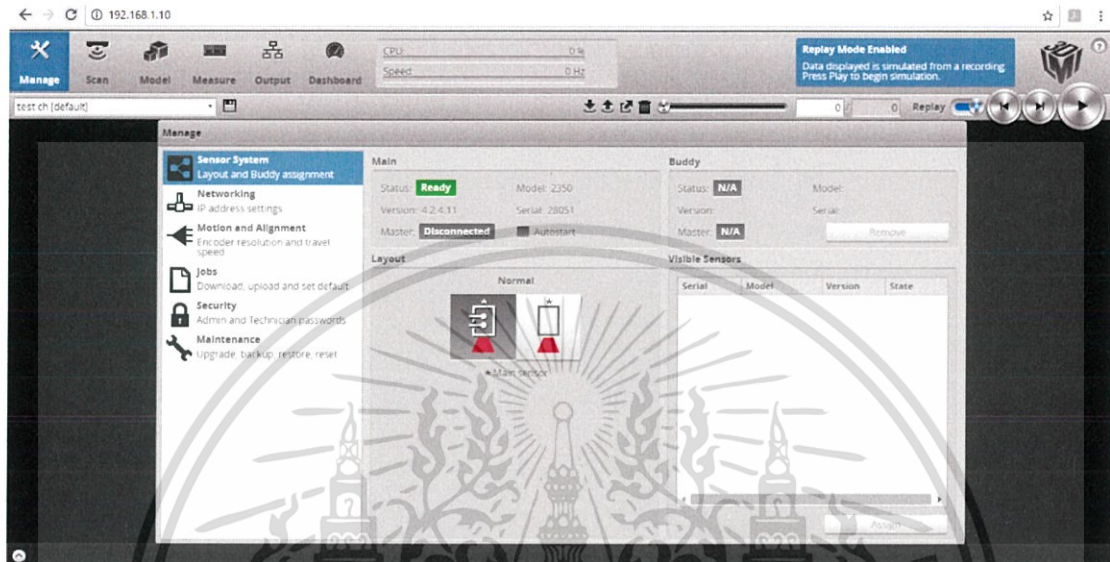 192.168.1.10
Manage
Scan
Model
Measure
Output
Dashboard
CPU: 0 %
Speed: 0 Hz
Replay Mode Enabled
Data displayed is simulated from a recording.
Press Play to begin simulation.
test ch [default]
0 / 0 Replay
Manage
Sensor System
Layout and Buddy assignment
Networking
IP address settings
Motion and Alignment
Encoder resolution and travel
speed
Jobs
Download, upload and set default
Security
Admin and Technician passwords
Maintenance
Upgrade, backup, restore, reset
Main
Status: Ready Model: 2350
Version: 4.2.4.11 Serial: 28051
Master: Disconnected Autostart
Layout
Normal
★Main sensor
Buddy
Status: N/A Model:
Version: Serial:
Master: N/A Remove
Visible Sensors
Serial Model Version State
Assign